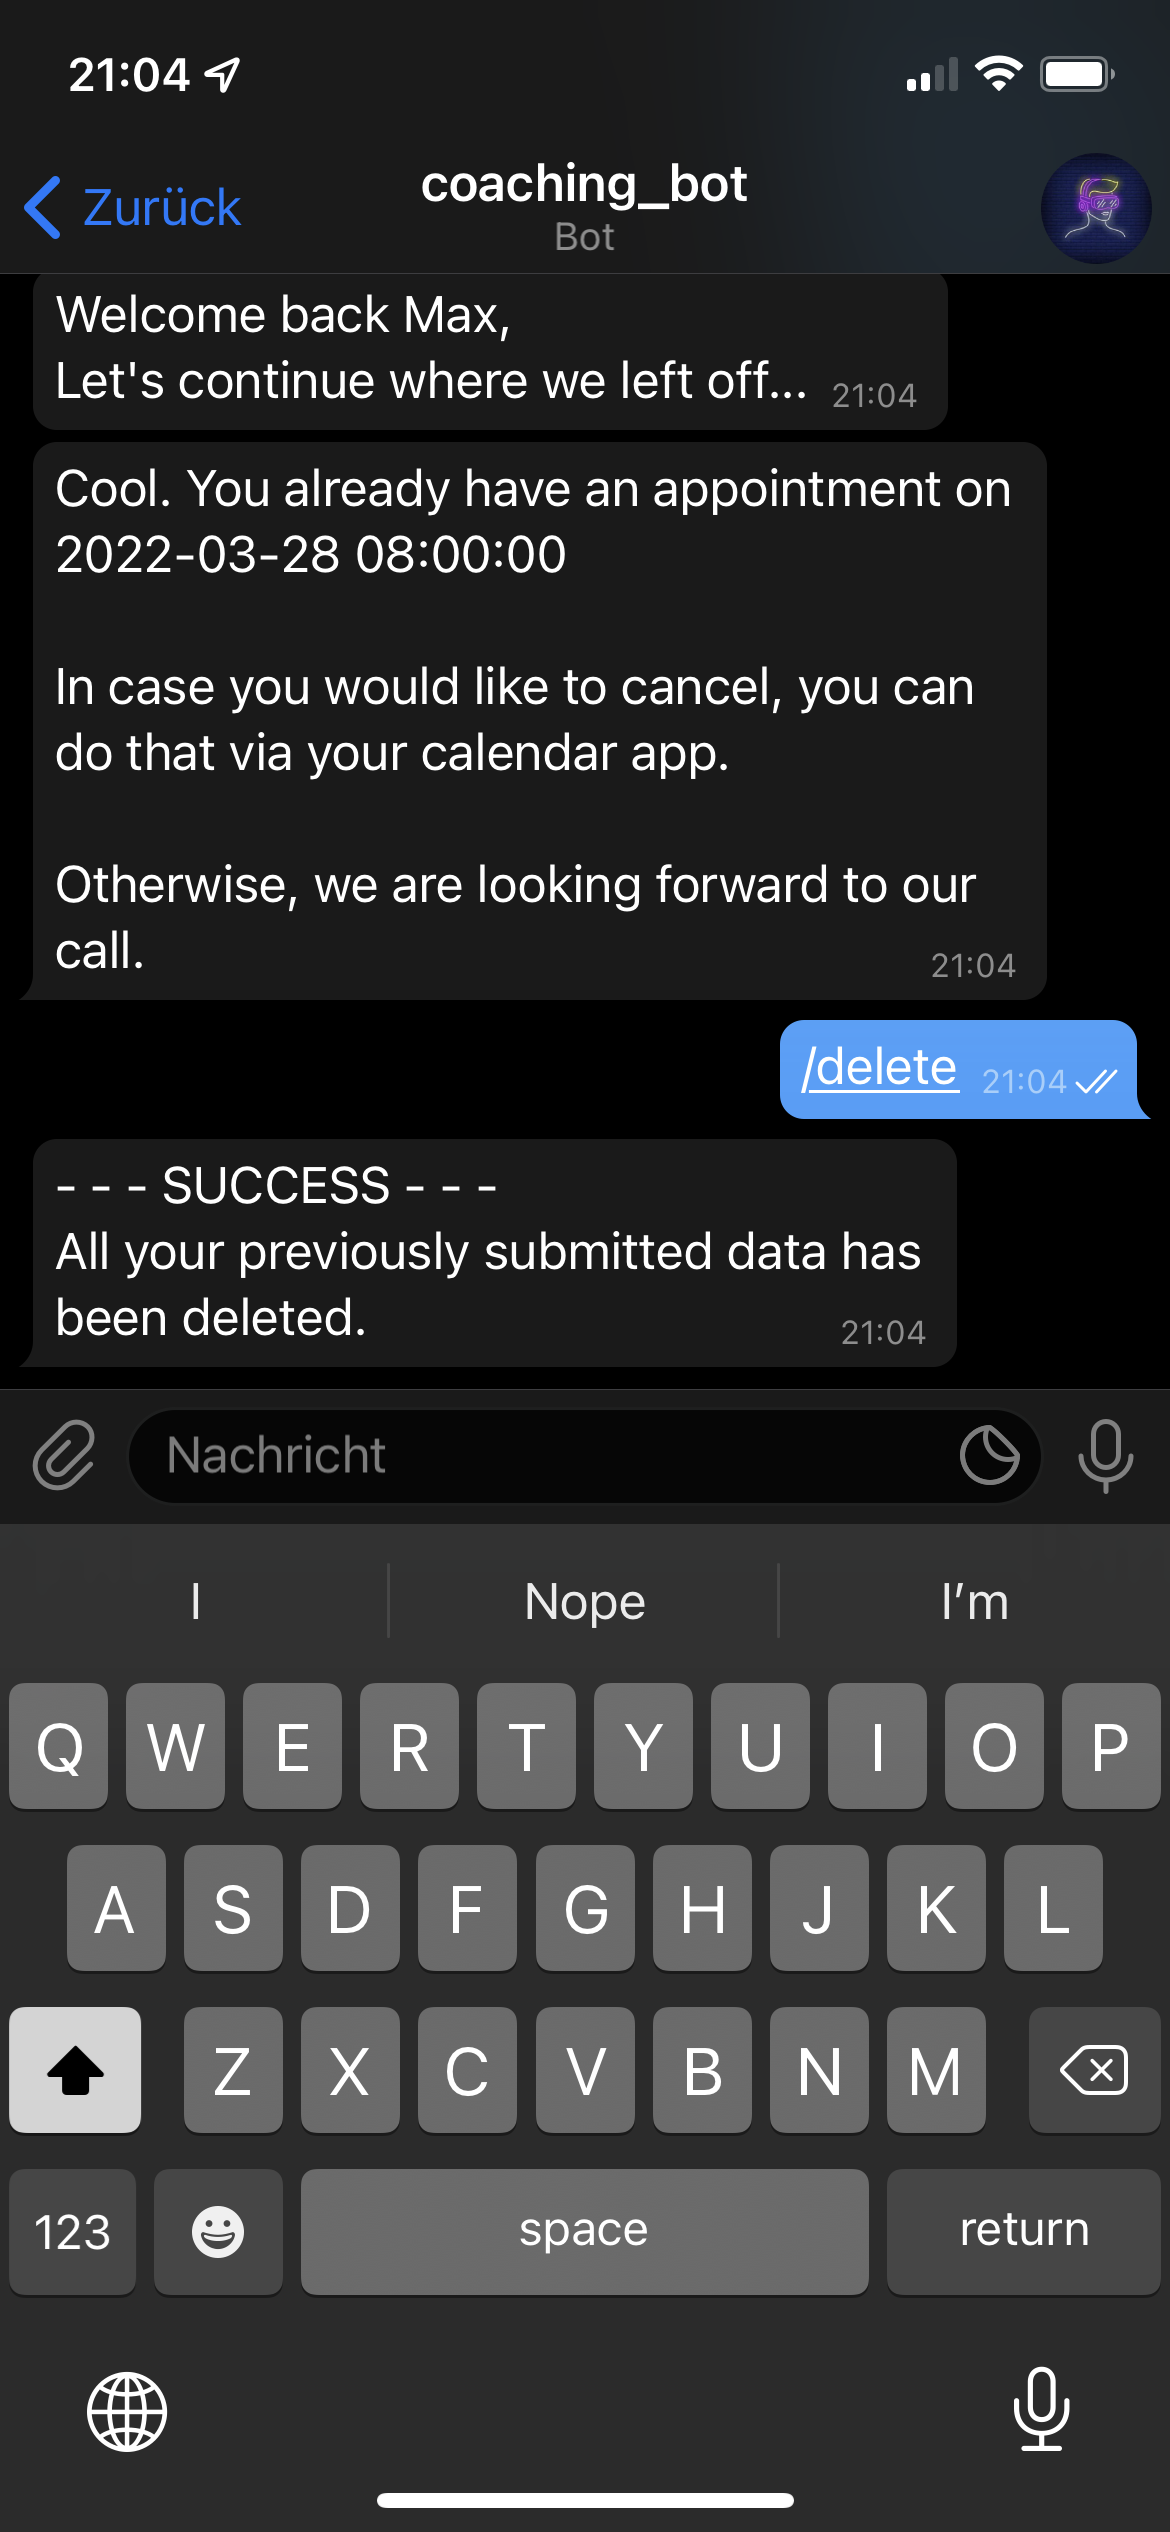 21:04
Zurück
coaching_bot
Bot
Welcome back Max,
Let's continue where we left off... 21:04
Cool. You already have an appointment on
2022-03-28 08:00:00
In case you would like to cancel, you can
do that via your calendar app.
Otherwise, we are looking forward to our
call. 21:04
/delete 21:04
- - - SUCCESS - - -
All your previously submitted data has
been deleted. 21:04
Nachricht
I Nope I’m
Q W E R T Y U I O P
A S D F G H J K L
Z X C V B N M
123 space return